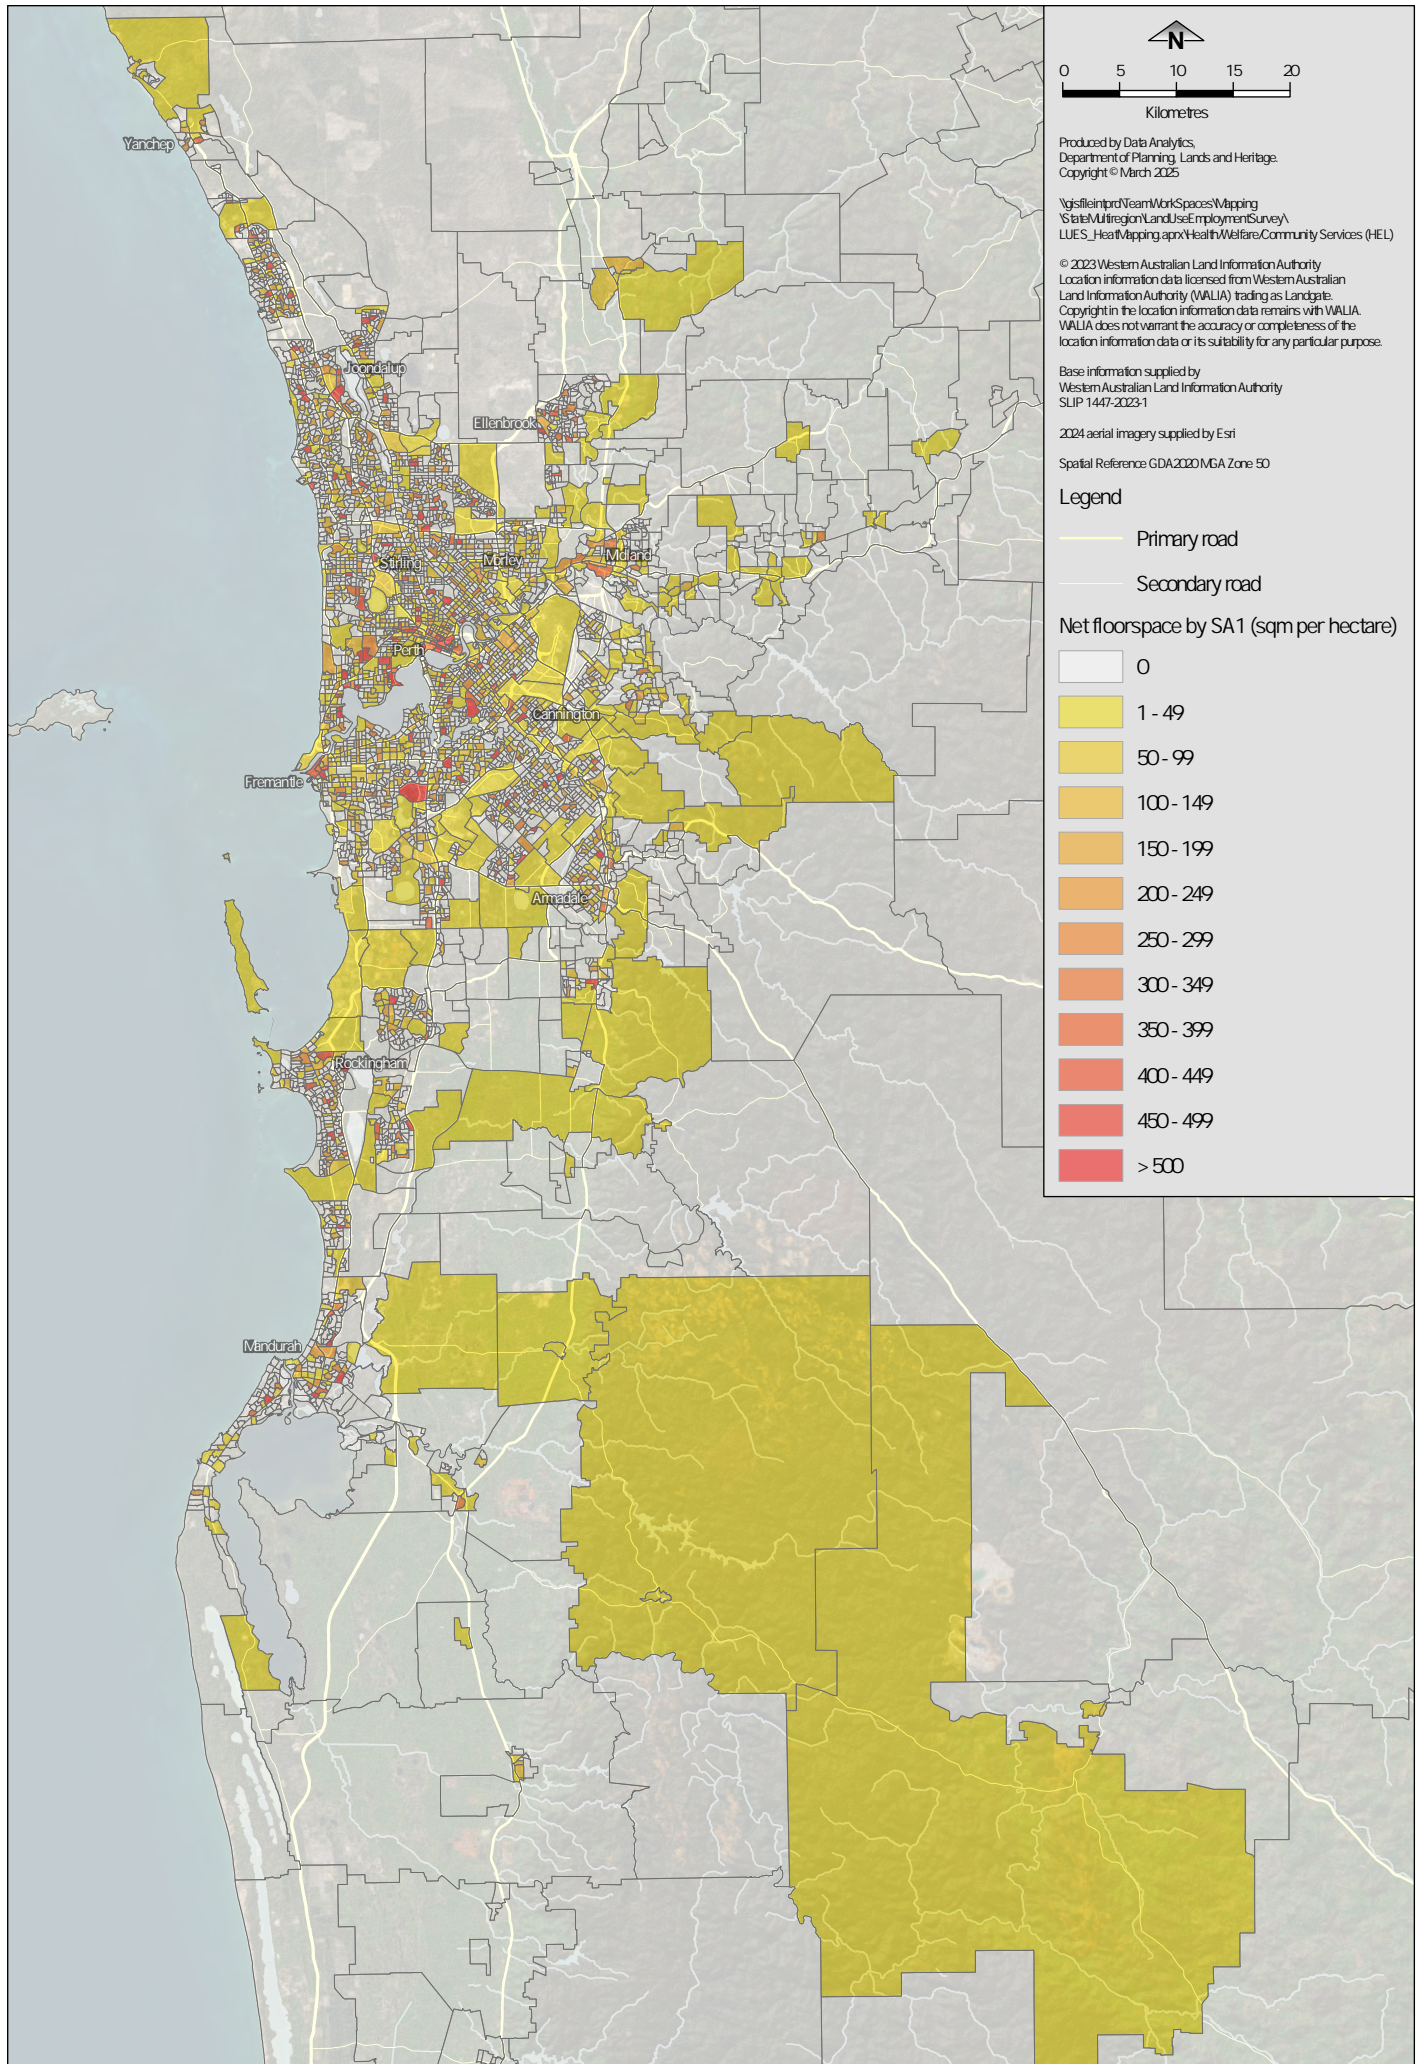 N
0 5 10 15 20
Kilometres
Produced by Data Analytics,
Department of Planning, Lands and Heritage.
Copyright © March 2025
\\gisfileintprd\TeamWorkSpaces\Mapping
\StateMultiregion\LandUseEmploymentSurvey\
LUES_HeatMapping.aprx\Health/Welfare/Community Services (HEL)
© 2023 Western Australian Land Information Authority
Location information data licensed from Western Australian
Land Information Authority (WALIA) trading as Landgate.
Copyright in the location information data remains with WALIA.
WALIA does not warrant the accuracy or completeness of the
location information data or its suitability for any particular purpose.
Base information supplied by
Western Australian Land Information Authority
SLIP 1447-2023-1
2024 aerial imagery supplied by Esri
Spatial Reference GDA2020 MGA Zone 50
Legend
Primary road
Secondary road
Net floorspace by SA1 (sqm per hectare)
0
1 - 49
50 - 99
100 - 149
150 - 199
200 - 249
250 - 299
300 - 349
350 - 399
400 - 449
450 - 499
> 500
Yanchep
Joondalup
Ellenbrook
Stirling
Morley
Midland
Perth
Cannington
Fremantle
Armadale
Rockingham
Mandurah